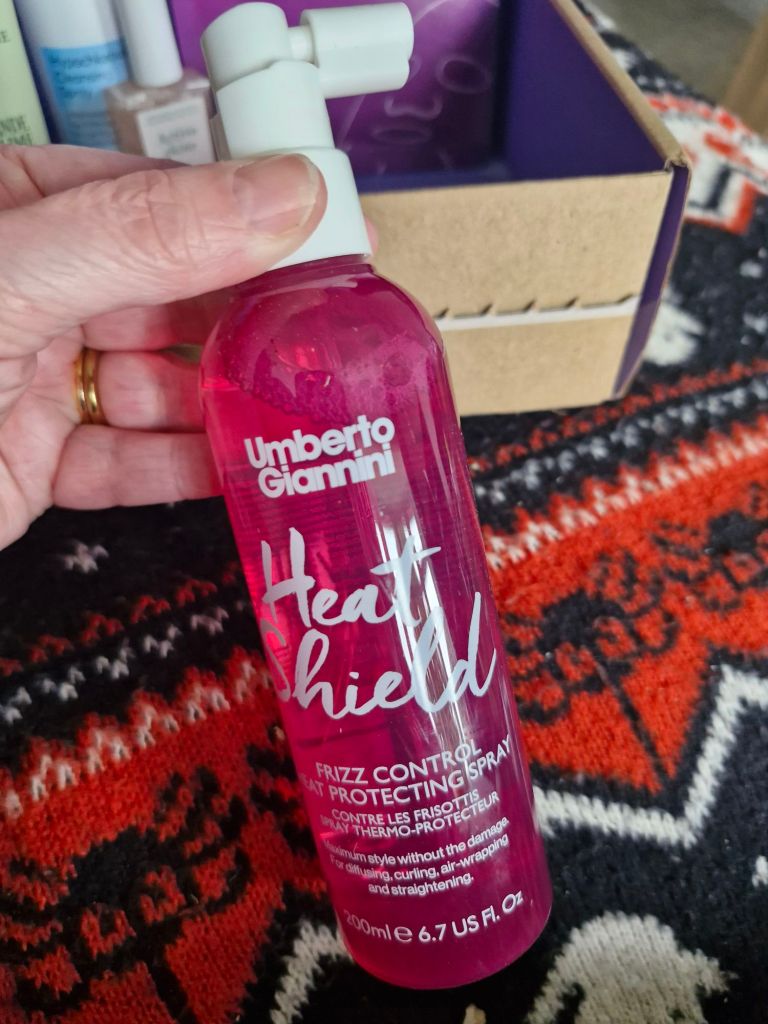 Umberto
Giannini
Heat
Shield
FRIZZ CONTROL
HEAT PROTECTING SPRAY
CONTRE LES FRISOTTIS
SPRAY THERMO-PROTECTEUR
Maximum style without the damage.
For diffusing, curling, air-wrapping
and straightening.
200ml e 6.7 US Fl. Oz